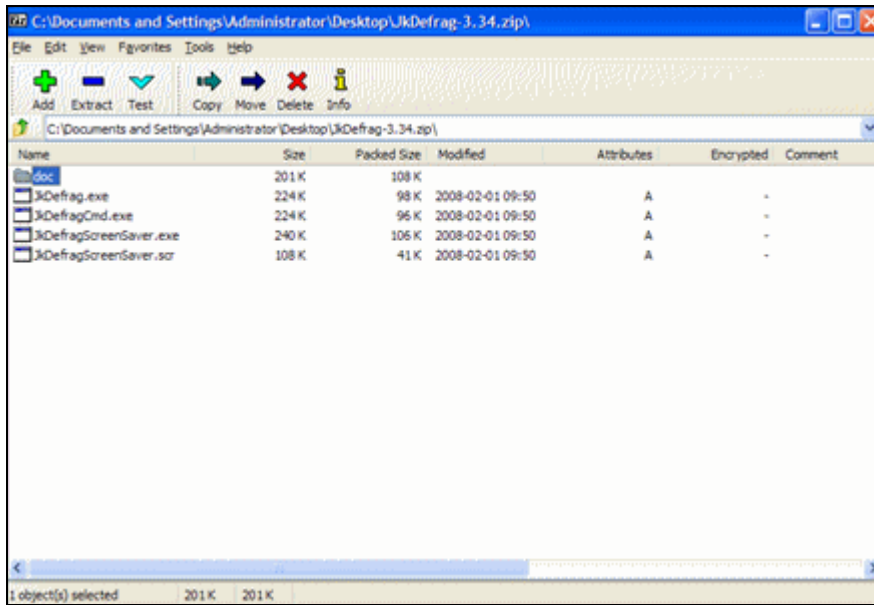 C:\Documents and Settings\Administrator\Desktop\JkDefrag-3.34.zip\
File Edit View Favorites Tools Help
Add Extract Test Copy Move Delete Info
C:\Documents and Settings\Administrator\Desktop\JkDefrag-3.34.zip\
Name Size Packed Size Modified Attributes Encrypted Comment
doc 201 K 108 K
JkDefrag.exe 224 K 98 K 2008-02-01 09:50 A -
JkDefragCmd.exe 224 K 96 K 2008-02-01 09:50 A -
JkDefragScreenSaver.exe 240 K 106 K 2008-02-01 09:50 A -
JkDefragScreenSaver.scr 108 K 41 K 2008-02-01 09:50 A -
1 object(s) selected 201 K 201 K